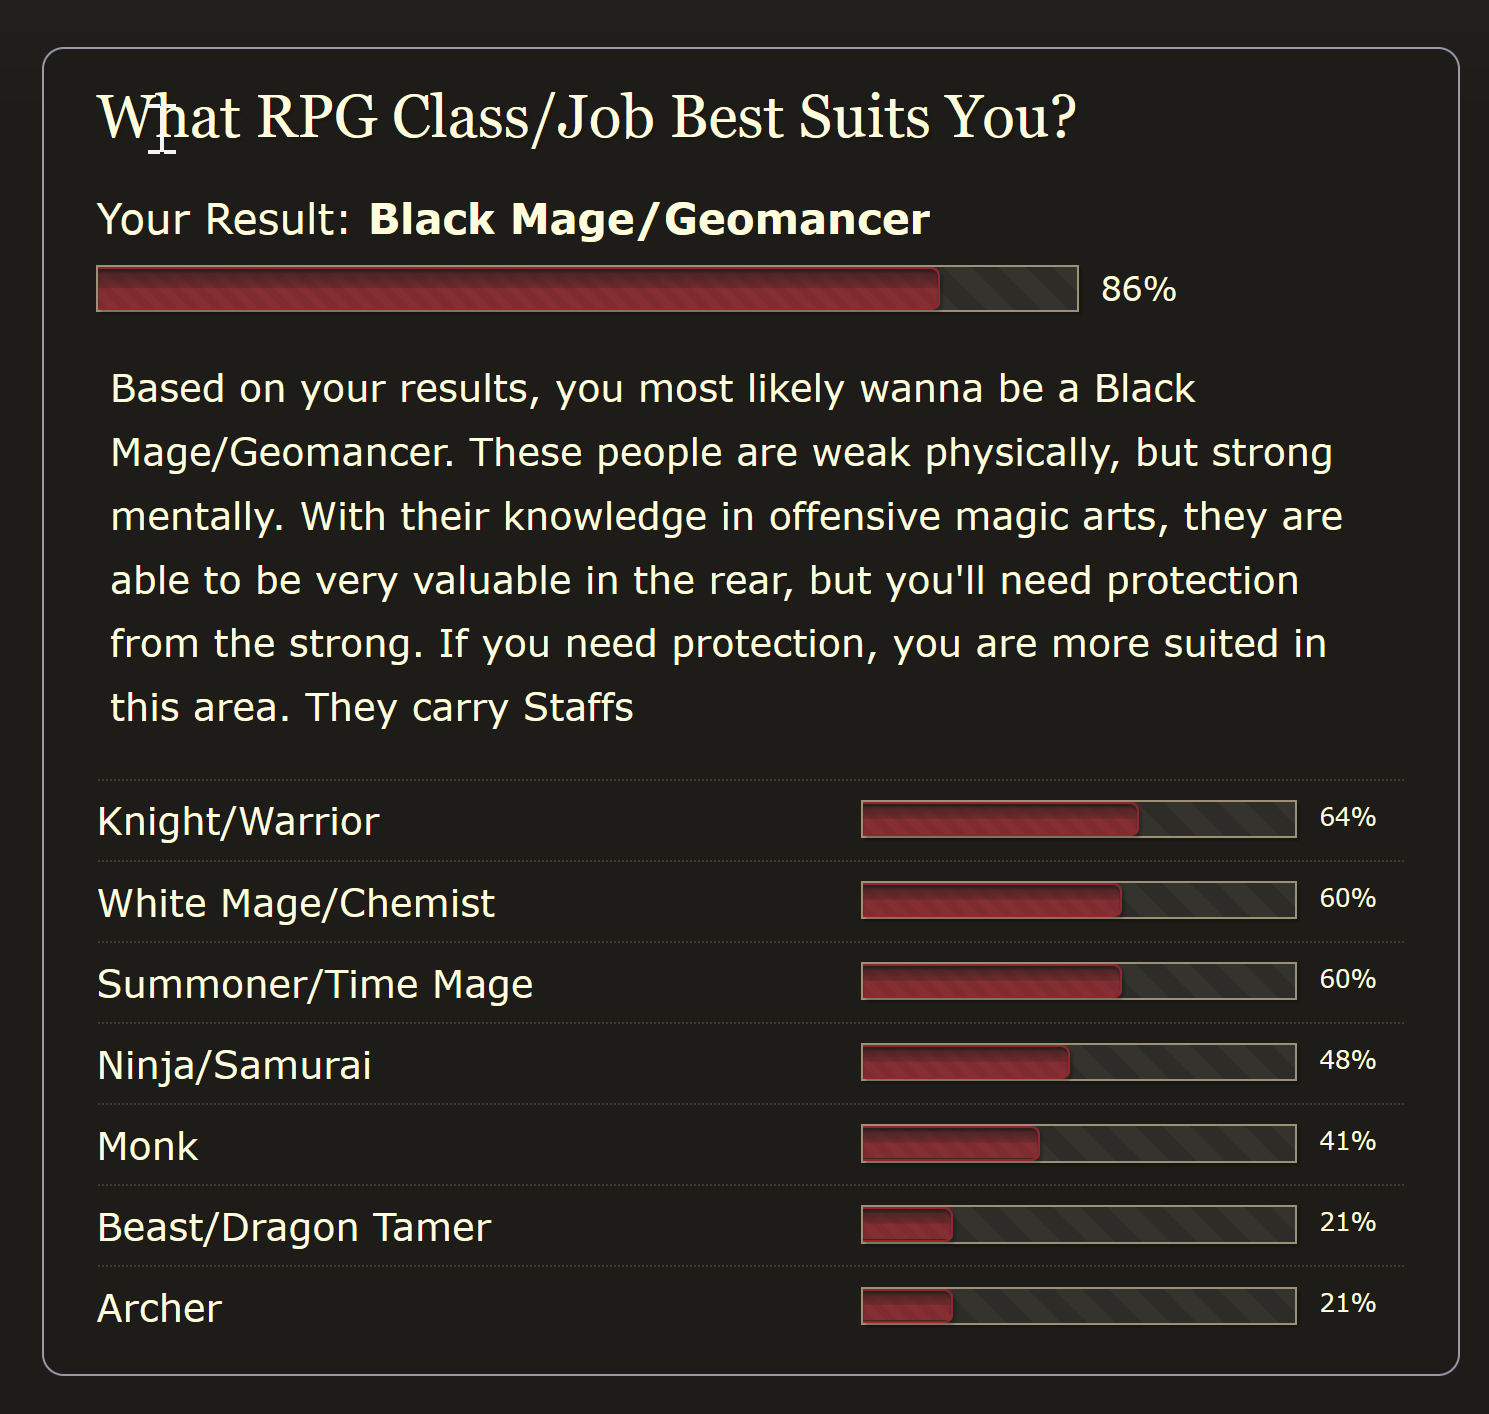 What RPG Class/Job Best Suits You?
Your Result: Black Mage/Geomancer
86%
Based on your results, you most likely wanna be a Black
Mage/Geomancer. These people are weak physically, but strong
mentally. With their knowledge in offensive magic arts, they are
able to be very valuable in the rear, but you'll need protection
from the strong. If you need protection, you are more suited in
this area. They carry Staffs
Knight/Warrior 64%
White Mage/Chemist 60%
Summoner/Time Mage 60%
Ninja/Samurai 48%
Monk 41%
Beast/Dragon Tamer 21%
Archer 21%